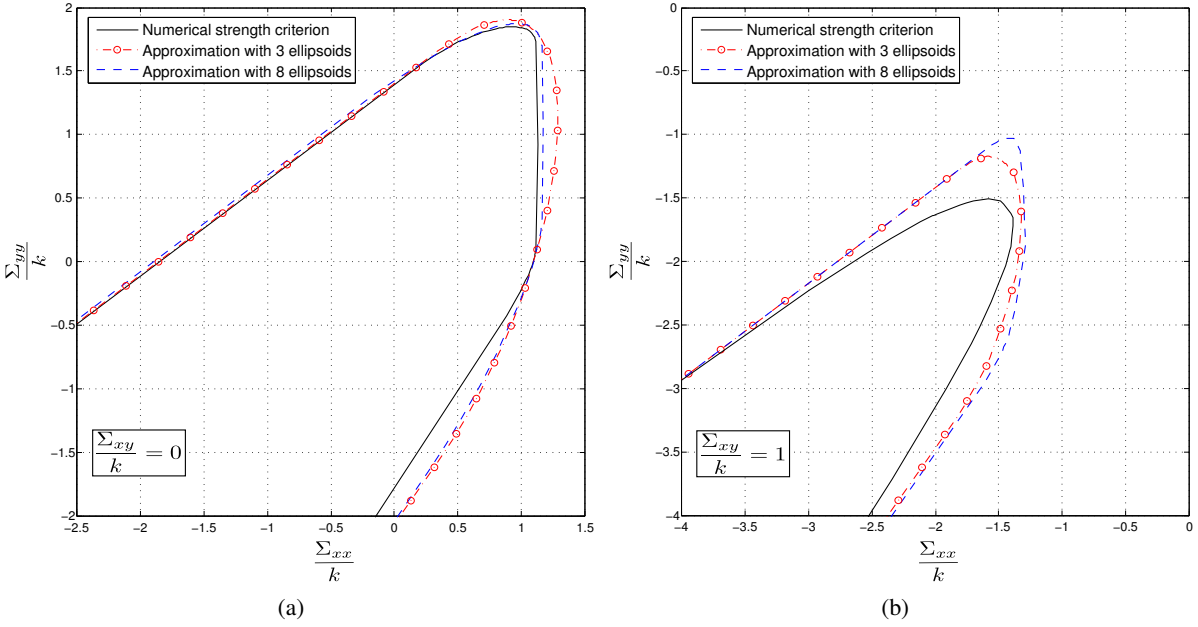 2
1.5
1
0.5
0
−0.5
−1
−1.5
−2
−2.5 −2 −1.5 −1 −0.5 0 0.5 1 1.5
Σyy/k
Σxx/k
Numerical strength criterion
Approximation with 3 ellipsoids
Approximation with 8 ellipsoids
Σxy/k = 0
(a)
0
−0.5
−1
−1.5
−2
−2.5
−3
−3.5
−4
−4 −3.5 −3 −2.5 −2 −1.5 −1 −0.5 0
Σyy/k
Σxx/k
Numerical strength criterion
Approximation with 3 ellipsoids
Approximation with 8 ellipsoids
Σxy/k = 1
(b)